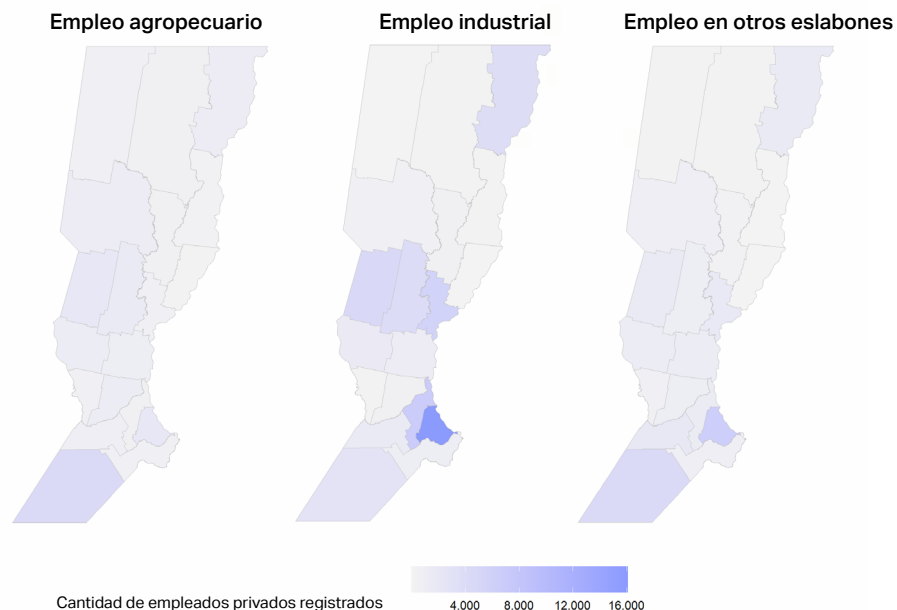 Empleo agropecuario
Empleo industrial
Empleo en otros eslabones
Cantidad de empleados privados registrados
4.000 8.000 12.000 16.000